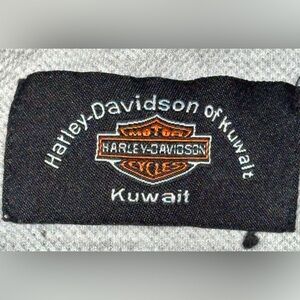 Harley-Davidson of Kuwait
MOTOR
HARLEY-DAVIDSON
CYCLES
Kuwait